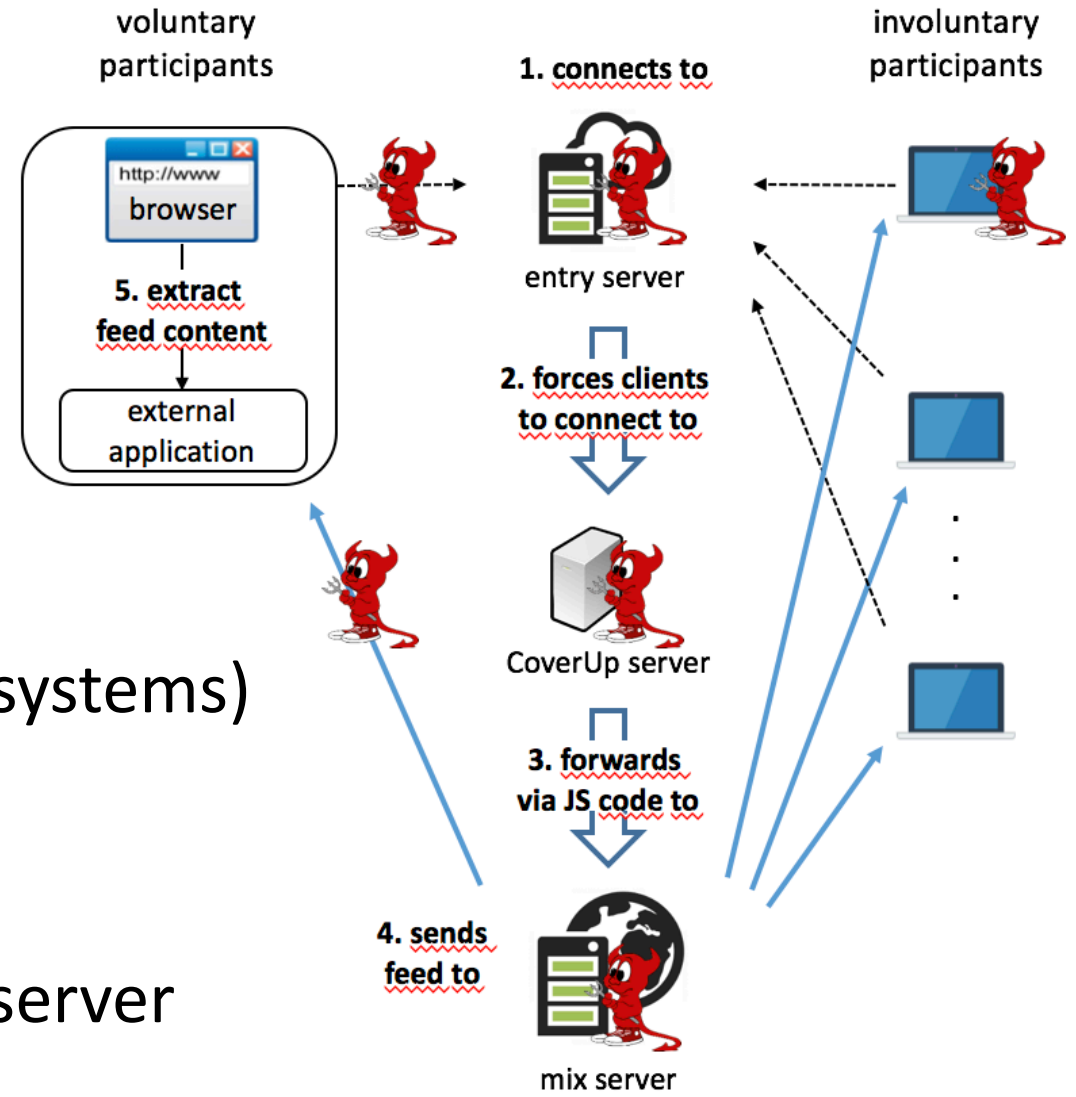 voluntary
participants
1. connects to
involuntary
participants
http://www
browser
entry server
5. extract
feed content
external
application
2. forces clients
to connect to
.
.
.
CoverUp server
systems)
3. forwards
via JS code to
4. sends
feed to
server
mix server